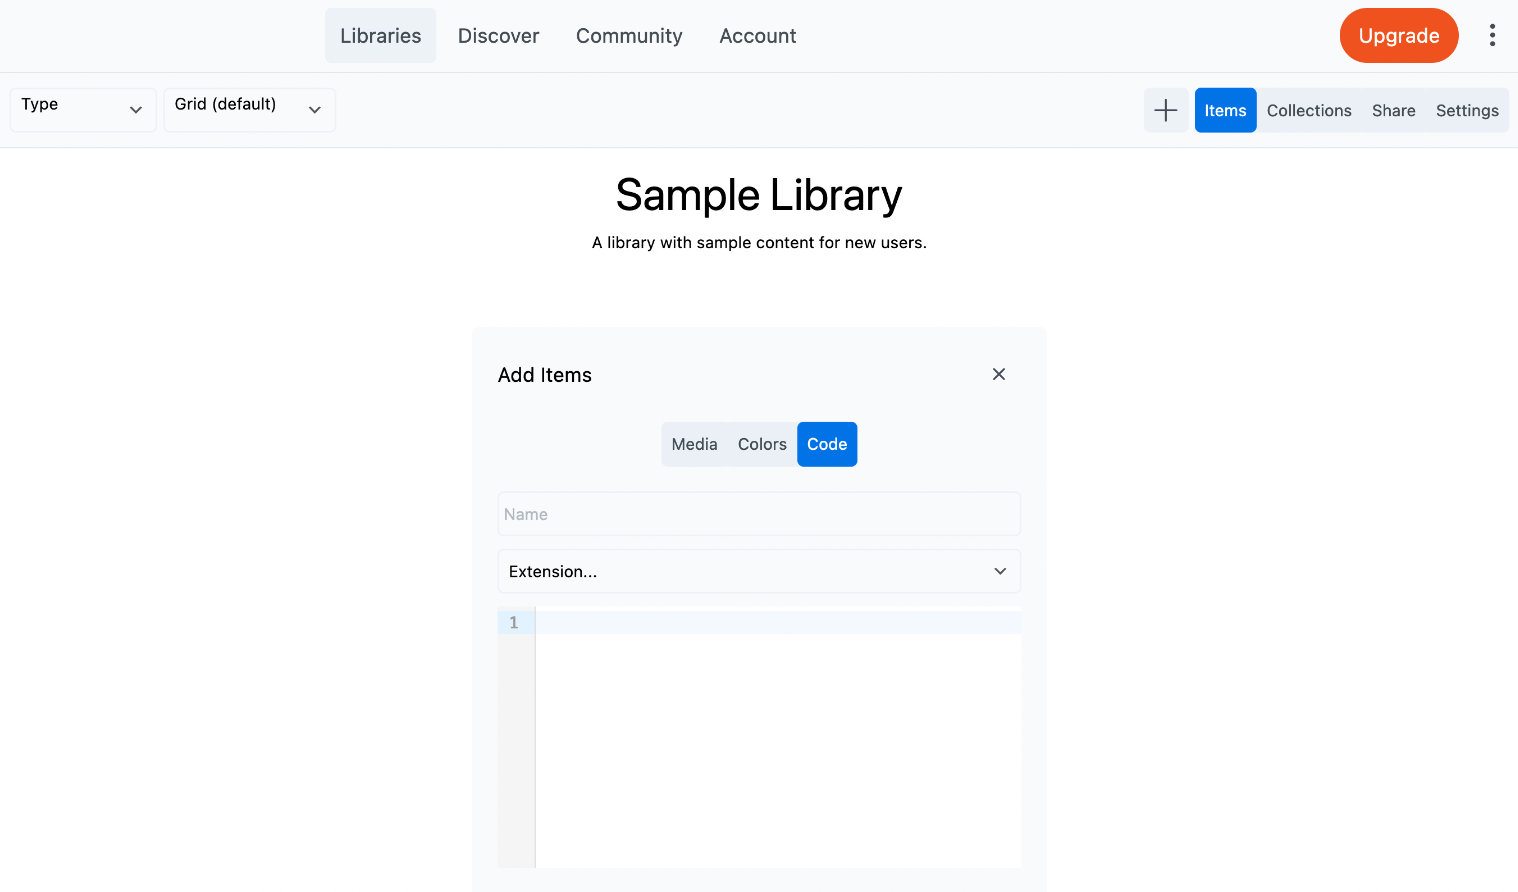 Libraries Discover Community Account Upgrade
Type Grid (default) Items Collections Share Settings
Sample Library
A library with sample content for new users.
Add Items
Media Colors Code
Name
Extension...
1